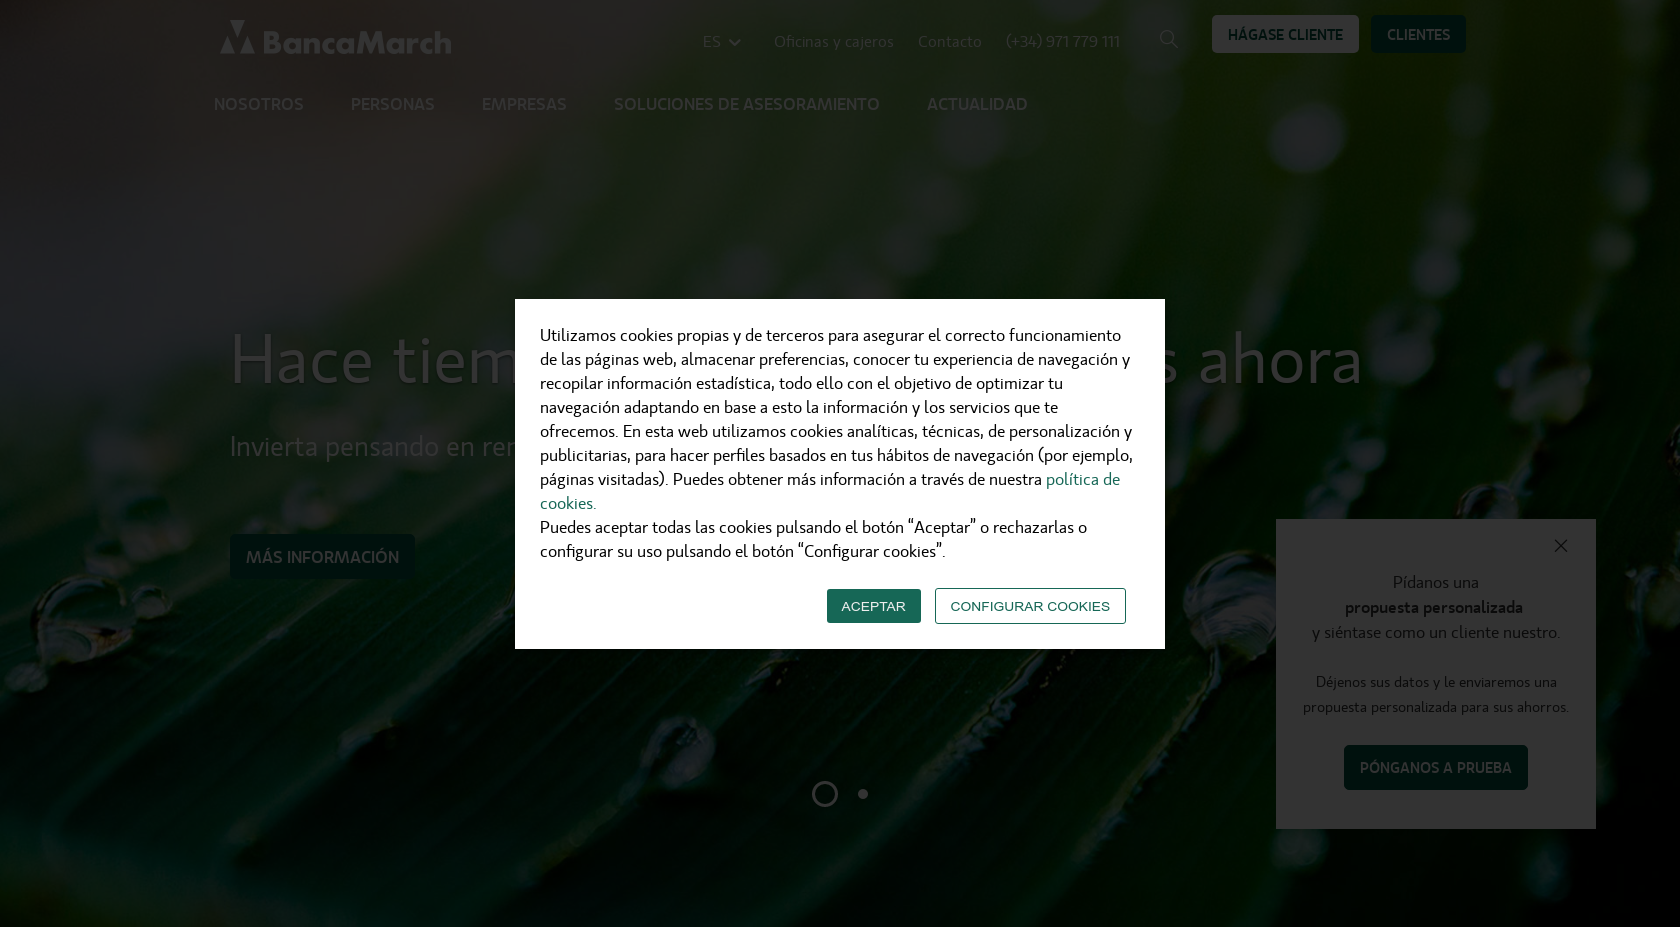 BancaMarch
ES
Oficinas y cajeros
Contacto
(+34) 971 779 111
HÁGASE CLIENTE
CLIENTES
NOSOTROS
PERSONAS
EMPRESAS
SOLUCIONES DE ASESORAMIENTO
ACTUALIDAD
Hace ahora
Invierta pensando en
MÁS INFORMACIÓN
Utilizamos cookies propias y de terceros para asegurar el correcto funcionamiento
de las páginas web, almacenar preferencias, conocer tu experiencia de navegación y
recopilar información estadística, todo ello con el objetivo de optimizar tu
navegación adaptando en base a esto la información y los servicios que te
ofrecemos. En esta web utilizamos cookies analíticas, técnicas, de personalización y
publicitarias, para hacer perfiles basados en tus hábitos de navegación (por ejemplo,
páginas visitadas). Puedes obtener más información a través de nuestra política de
cookies.
Puedes aceptar todas las cookies pulsando el botón “Aceptar” o rechazarlas o
configurar su uso pulsando el botón “Configurar cookies”.
ACEPTAR
CONFIGURAR COOKIES
Pídanos una
propuesta personalizada
y siéntase como un cliente nuestro.
Déjenos sus datos y le enviaremos una
propuesta personalizada para sus ahorros.
PÓNGANOS A PRUEBA